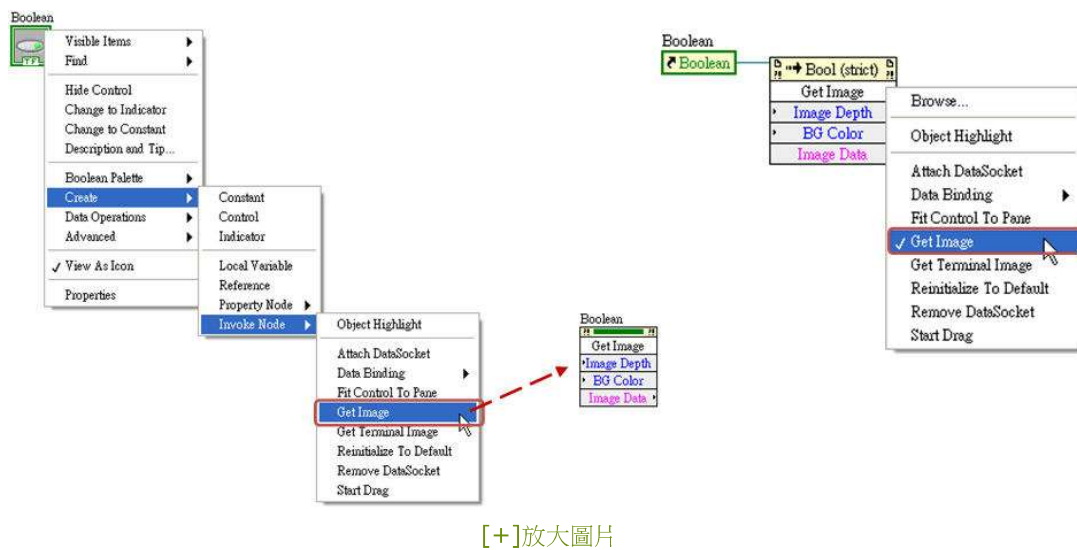 Boolean
TF
Visible Items
Find
Hide Control
Change to Indicator
Change to Constant
Description and Tip...
Boolean Palette
Create
Data Operations
Advanced
View As Icon
Properties
Constant
Control
Indicator
Local Variable
Reference
Property Node
Invoke Node
Object Highlight
Attach DataSocket
Data Binding
Fit Control To Pane
Get Image
Get Terminal Image
Reinitialize To Default
Remove DataSocket
Start Drag
Boolean
Get Image
Image Depth
BG Color
Image Data
Boolean
Boolean
Bool (strict)
Get Image
Image Depth
BG Color
Image Data
Browse...
Object Highlight
Attach DataSocket
Data Binding
Fit Control To Pane
Get Image
Get Terminal Image
Reinitialize To Default
Remove DataSocket
Start Drag
[+]放大圖片